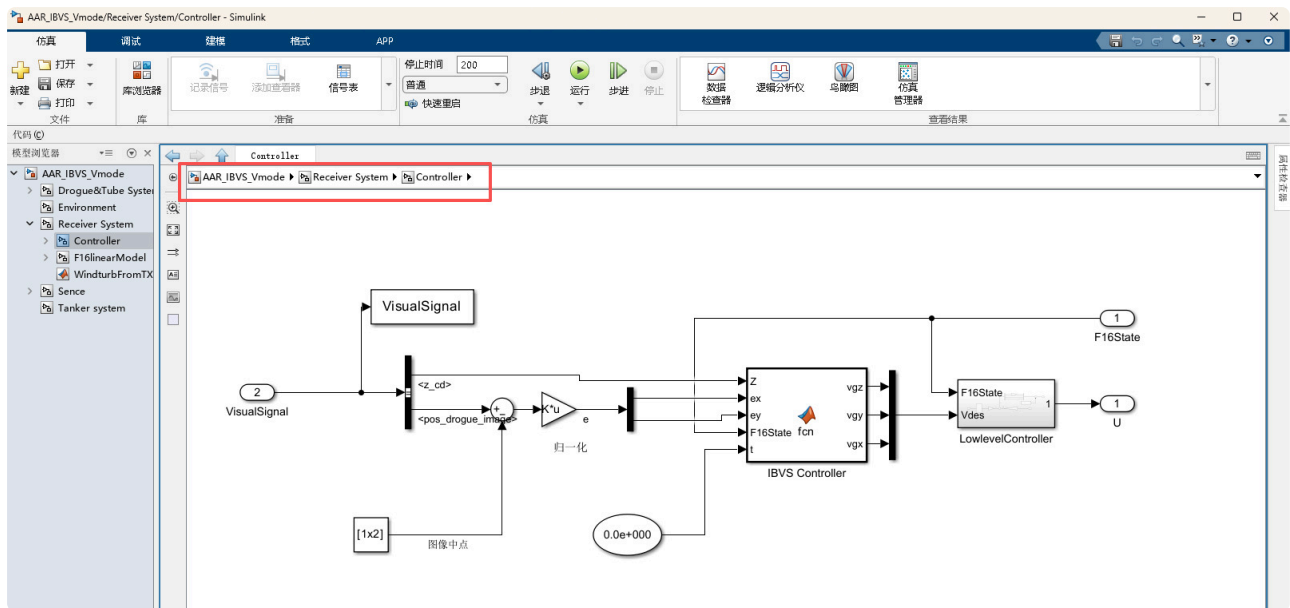 AAR_IBVS_Vmode/Receiver System/Controller - Simulink
仿真 调试 建模 格式 APP
新建
打开
保存
打印
文件
库浏览器
库
记录信号
添加查看器
信号表
准备
停止时间 200
普通
快速重启
步退
运行
步进
停止
仿真
数据
检查器
逻辑分析仪
鸟瞰图
仿真
管理器
查看结果
代码(C)
模型浏览器
Controller
属性检查器
AAR_IBVS_Vmode
Drogue&Tube Syster
Environment
Receiver System
Controller
F16linearModel
WindturbFromTX
Sence
Tanker system
AAR_IBVS_Vmode Receiver System Controller
VisualSignal
2
VisualSignal
<z_cd>
<pos_drogue_image>
+
-
K*u
e
归一化
[1x2]
图像中点
0.0e+000
Z
ex
ey
F16State
t
fcn
vgz
vgy
vgx
IBVS Controller
1
F16State
F16State
Vdes
1
LowlevelController
1
U